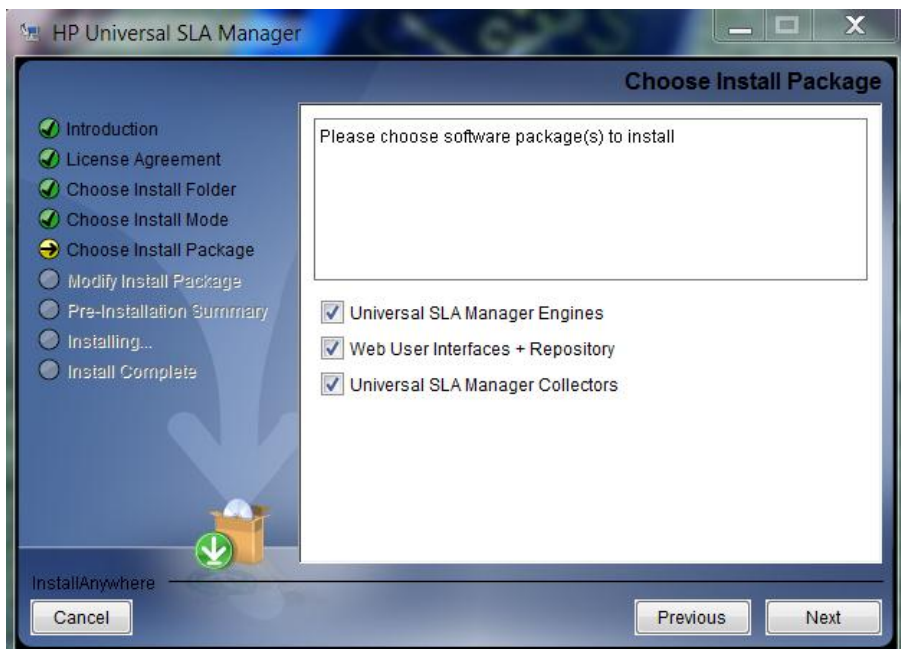 HP Universal SLA Manager
Choose Install Package
Introduction
License Agreement
Choose Install Folder
Choose Install Mode
Choose Install Package
Modify Install Package
Pre-Installation Summary
Installing...
Install Complete
Please choose software package(s) to install
Universal SLA Manager Engines
Web User Interfaces + Repository
Universal SLA Manager Collectors
InstallAnywhere
Cancel
Previous
Next